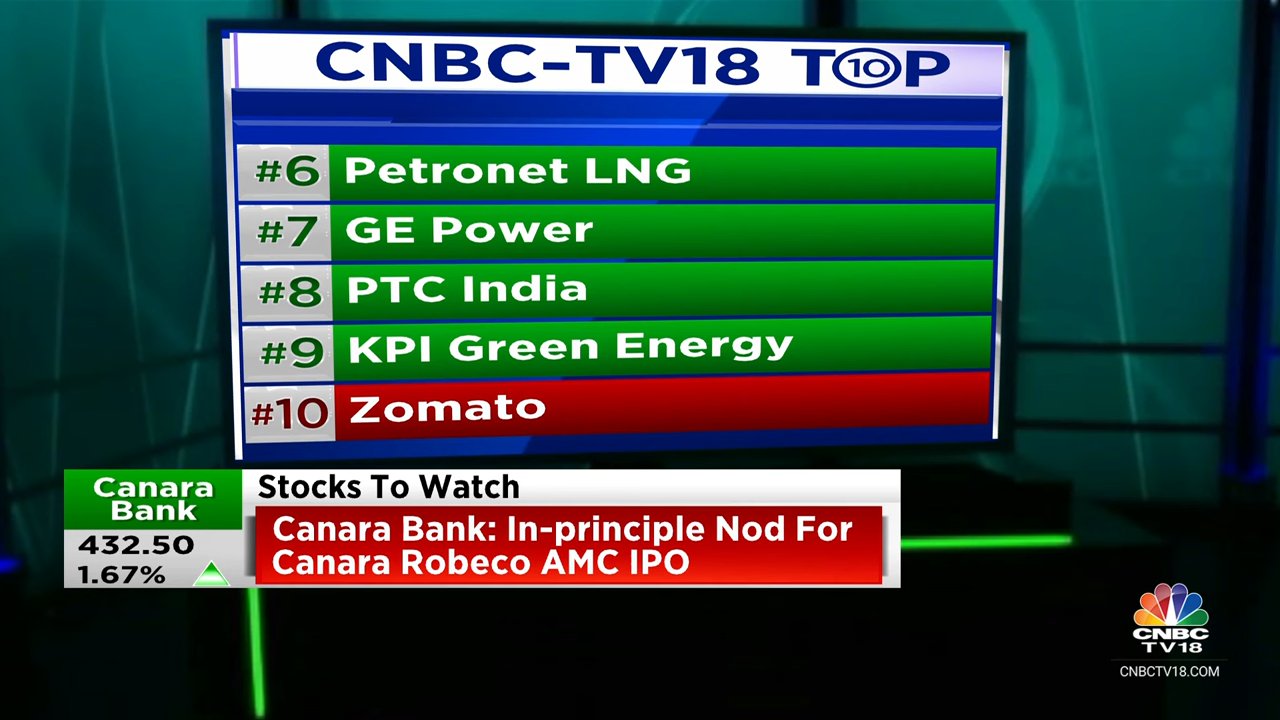 CNBC-TV18 TOP 10
#6 Petronet LNG
#7 GE Power
#8 PTC India
#9 KPI Green Energy
#10 Zomato
Canara
Bank
432.50
1.67%
Stocks To Watch
Canara Bank: In-principle Nod For
Canara Robeco AMC IPO
CNBC
TV18
CNBCTV18.COM